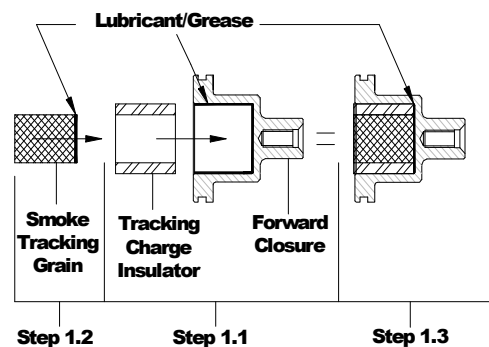 Lubricant/Grease
Smoke
Tracking
Grain
Tracking
Charge
Insulator
Forward
Closure
Step 1.2
Step 1.1
Step 1.3